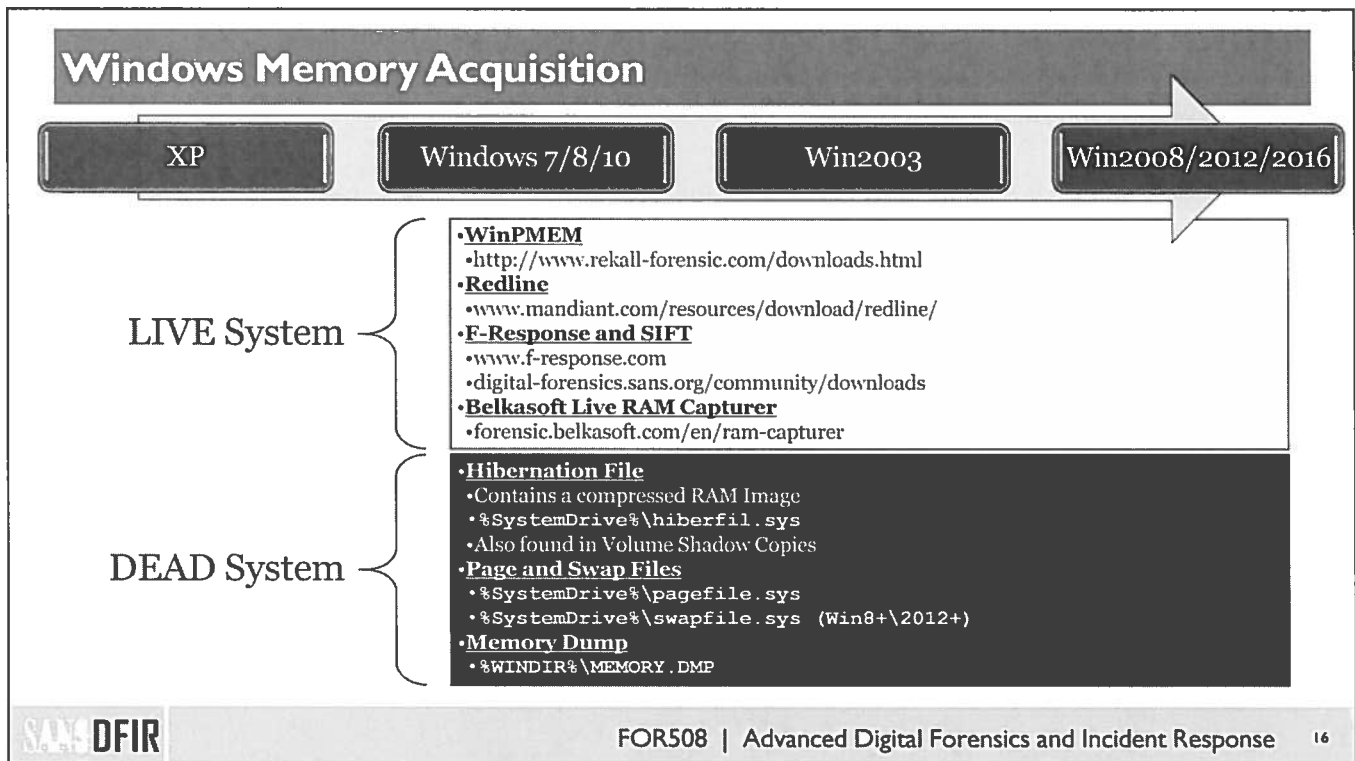 Windows Memory Acquisition
XP
Windows 7/8/10
Win2003
Win2008/2012/2016
LIVE System
•WinPMEM
•http://www.rekall-forensic.com/downloads.html
•Redline
•www.mandiant.com/resources/download/redline/
•F-Response and SIFT
•www.f-response.com
•digital-forensics.sans.org/community/downloads
•Belkasoft Live RAM Capturer
•forensic.belkasoft.com/en/ram-capturer
DEAD System
•Hibernation File
•Contains a compressed RAM Image
•%SystemDrive%\hiberfil.sys
•Also found in Volume Shadow Copies
•Page and Swap Files
•%SystemDrive%\pagefile.sys
•%SystemDrive%\swapfile.sys (Win8+\2012+)
•Memory Dump
•%WINDIR%\MEMORY.DMP
SANS DFIR
FOR508 | Advanced Digital Forensics and Incident Response 16